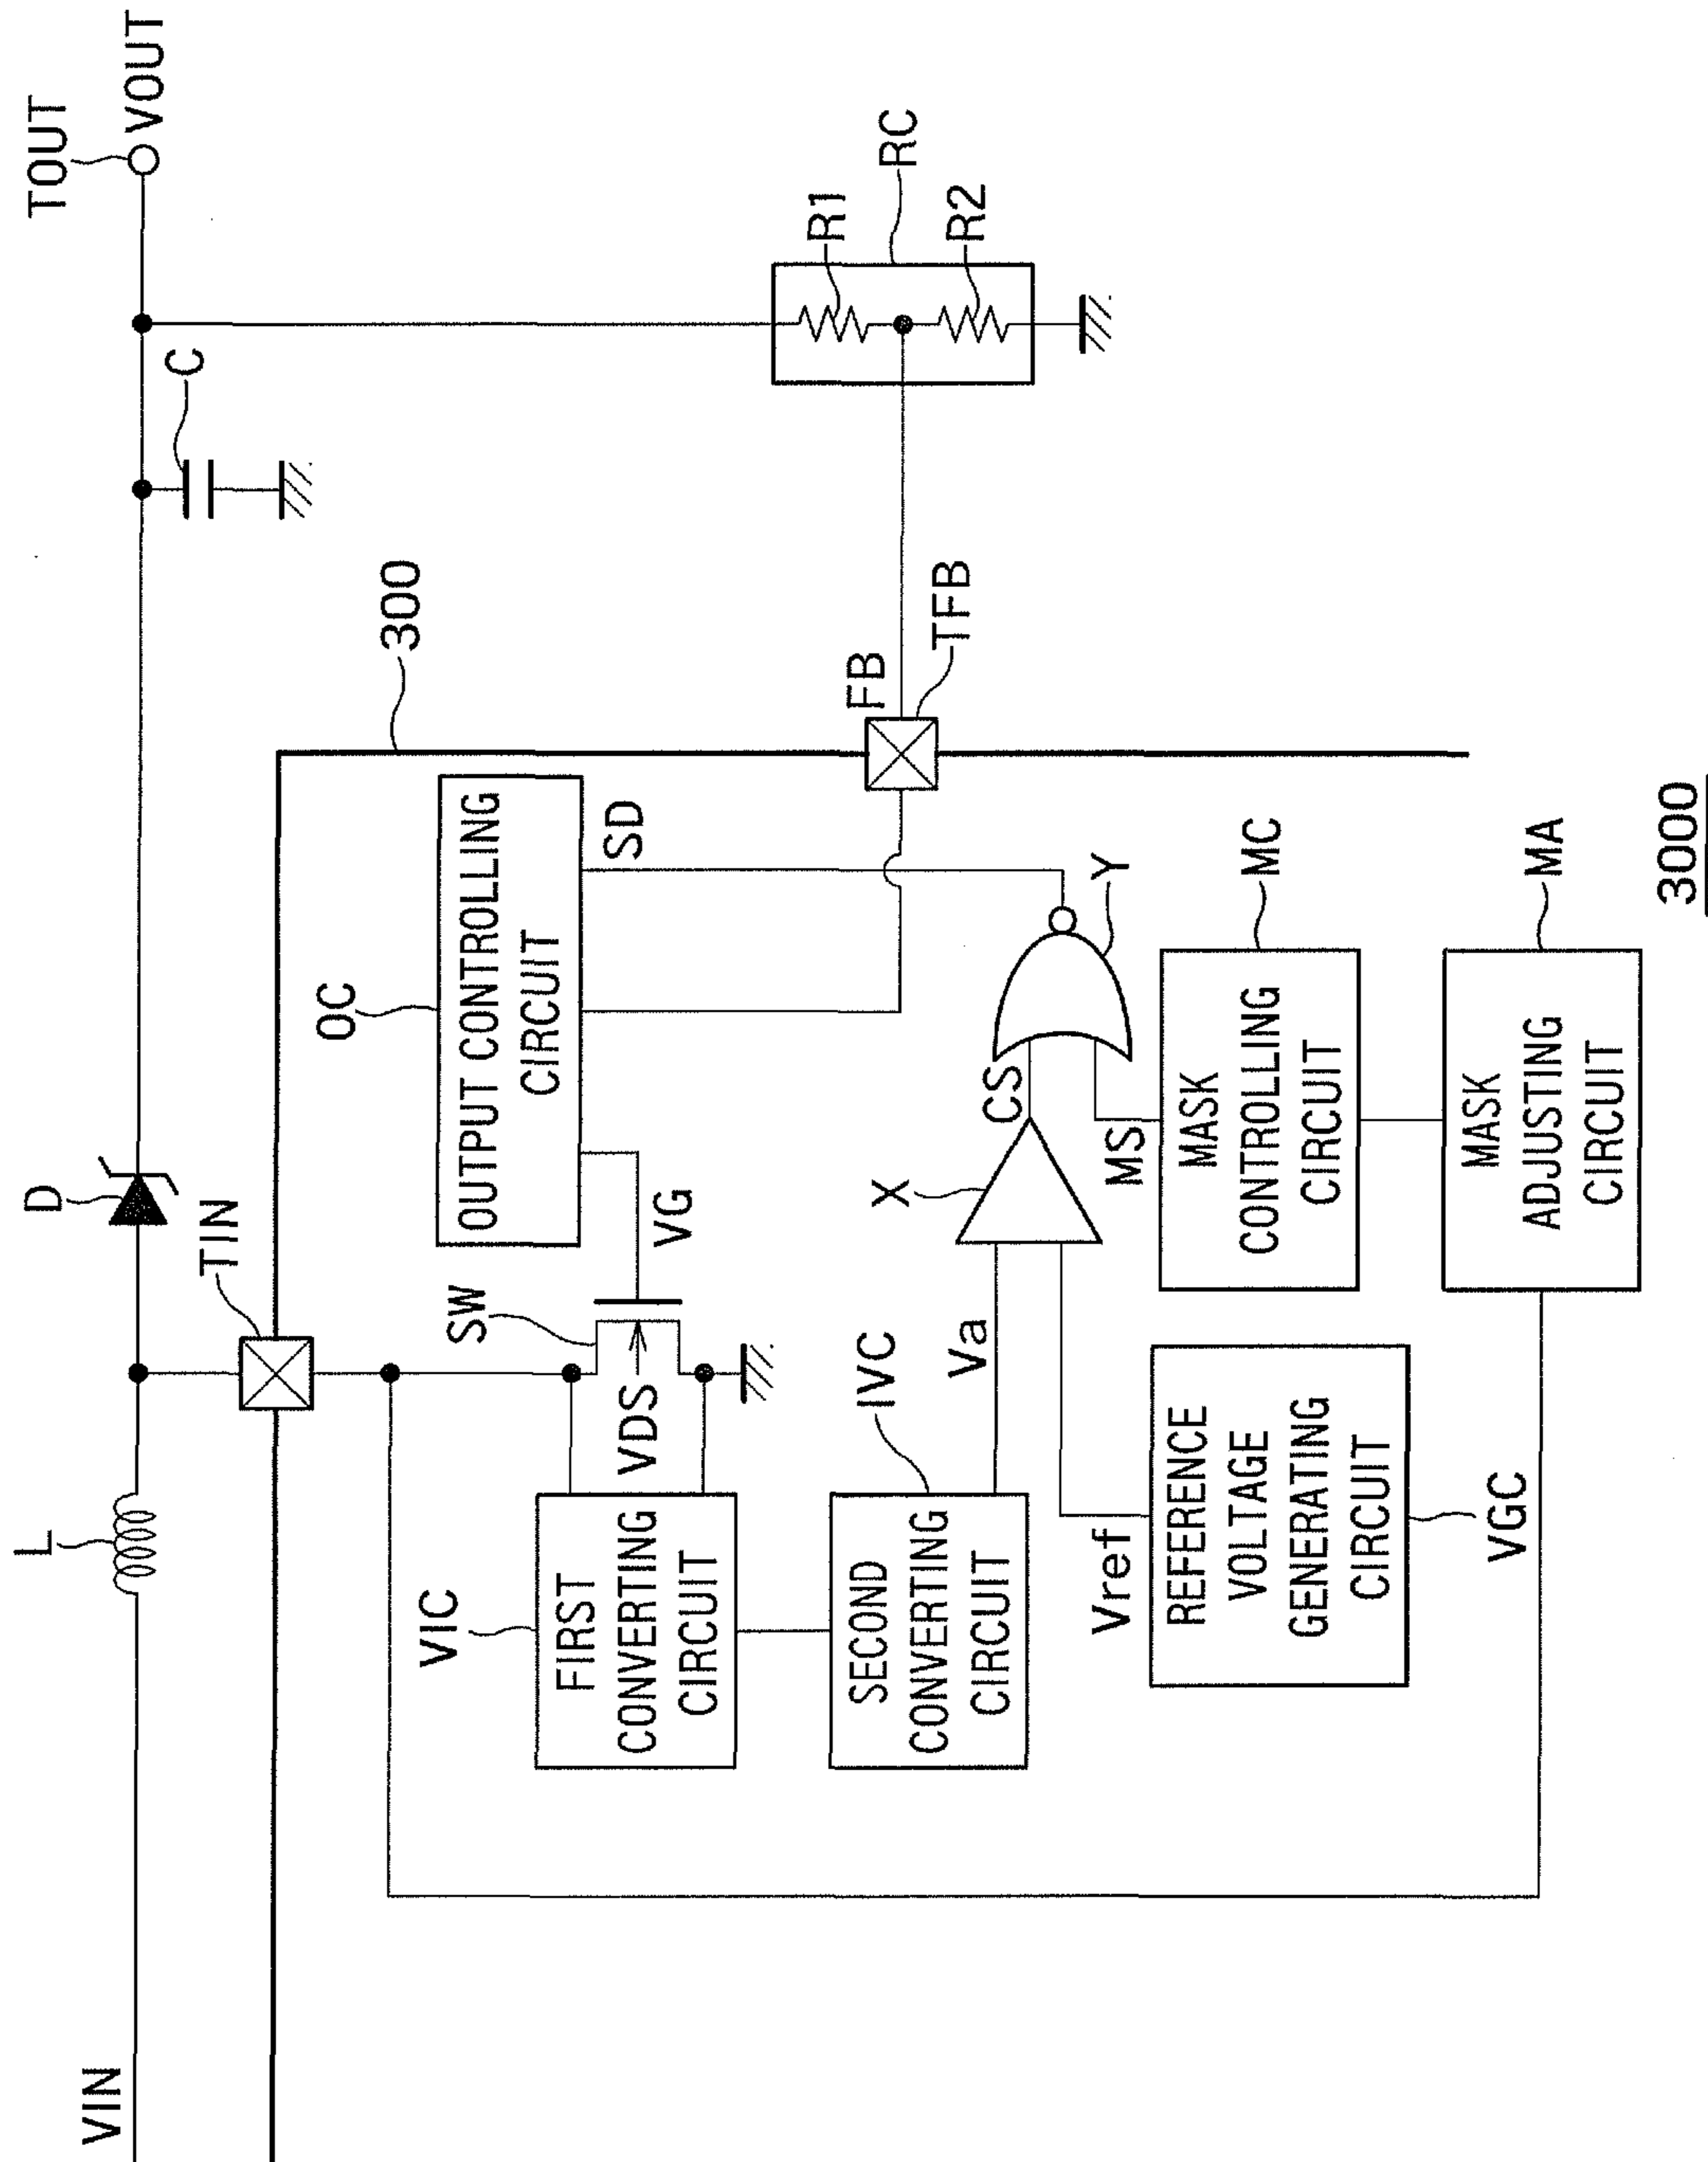 VIN
L
D
TOUT
VOUT
C
TIN
300
OC
OUTPUT CONTROLLING
CIRCUIT
VIC
SW
VG
SD
VDS
FIRST
CONVERTING
CIRCUIT
R1
RC
R2
FB
TFB
IVC
SECOND
CONVERTING
CIRCUIT
Va
X
CS
Y
Vref
MS
REFERENCE
VOLTAGE
GENERATING
CIRCUIT
VGC
MASK
CONTROLLING
CIRCUIT
MC
MASK
ADJUSTING
CIRCUIT
MA
3000